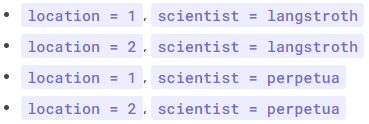 • location = 1, scientist = langstroth
• location = 2, scientist = langstroth
• location = 1, scientist = perpetua
• location = 2, scientist = perpetua